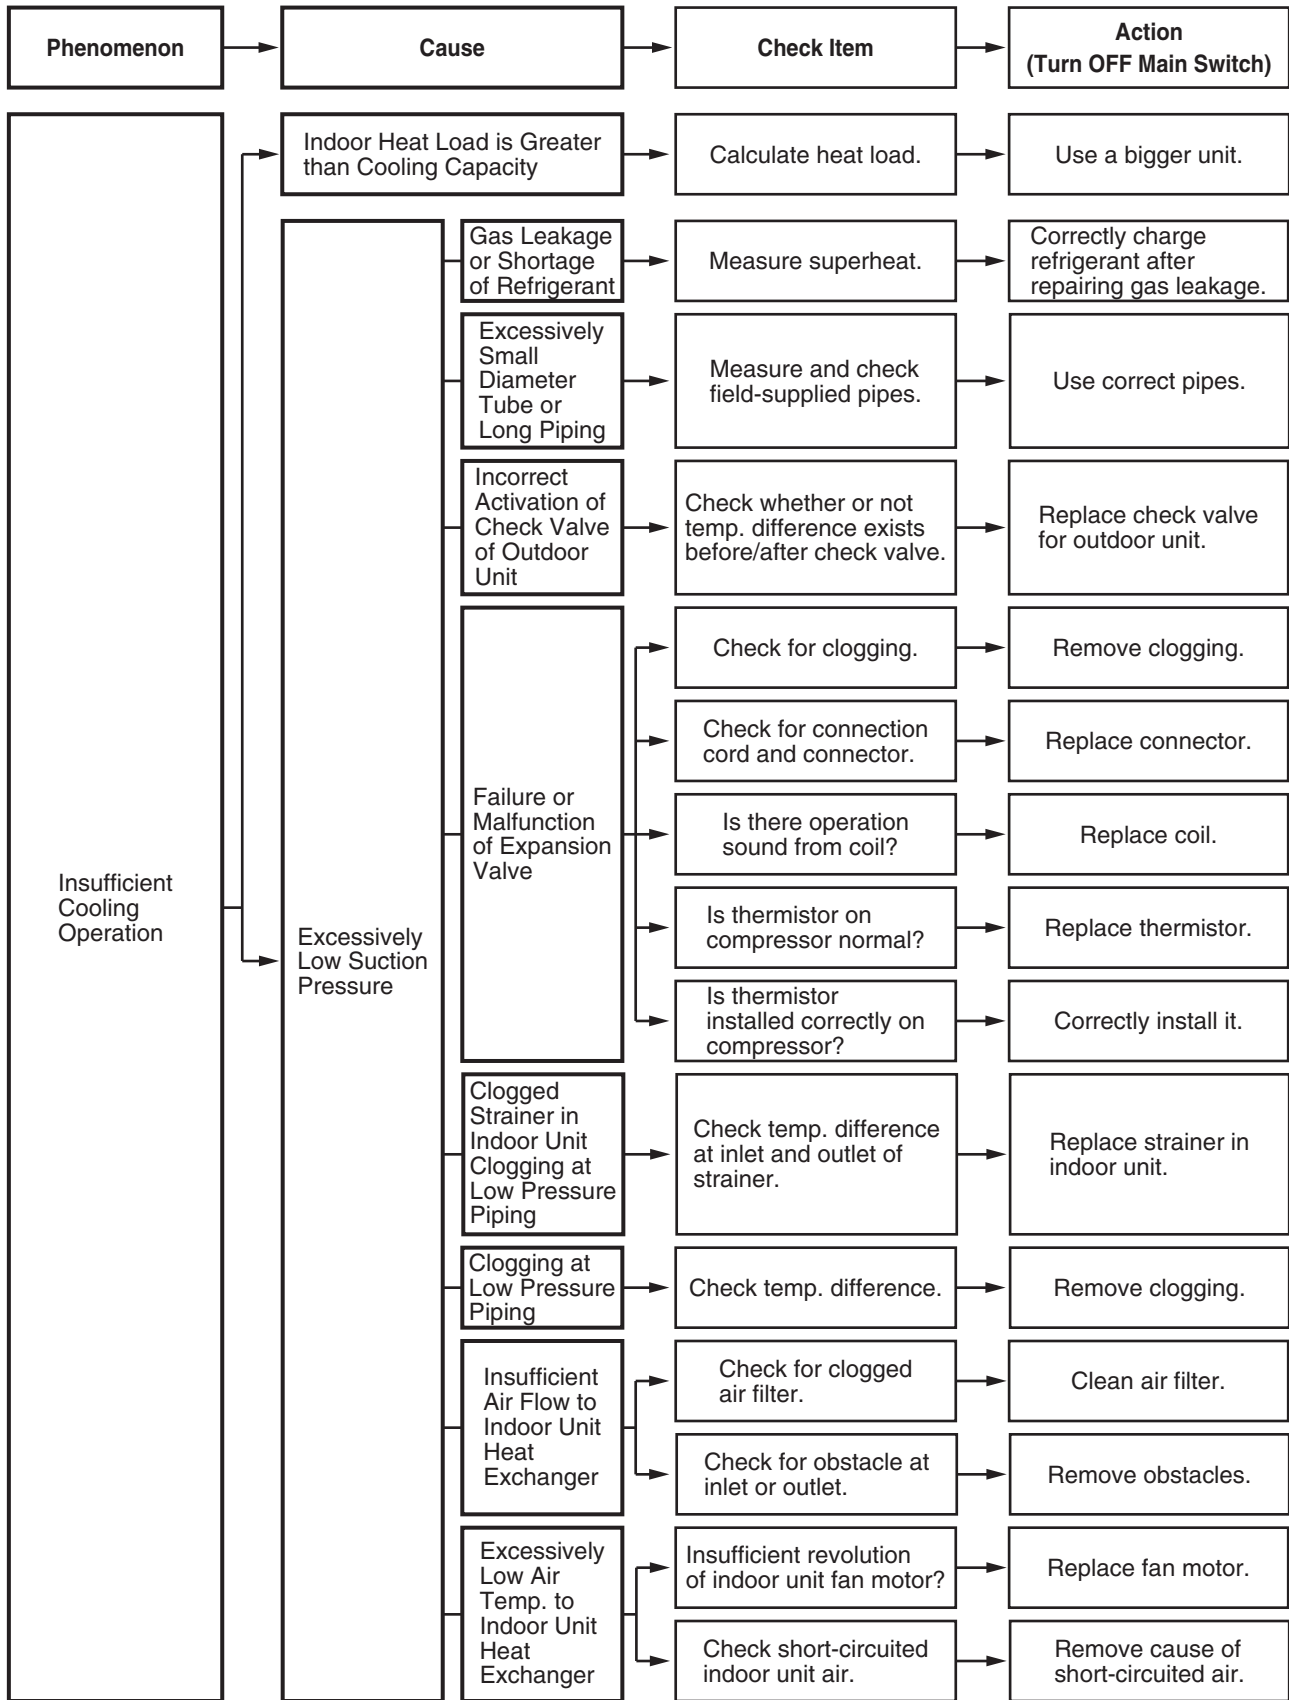 Phenomenon
Cause
Check Item
Action
(Turn OFF Main Switch)
Insufficient
Cooling
Operation
Indoor Heat Load is Greater
than Cooling Capacity
Calculate heat load.
Use a bigger unit.
Excessively
Low Suction
Pressure
Gas Leakage
or Shortage
of Refrigerant
Measure superheat.
Correctly charge
refrigerant after
repairing gas leakage.
Excessively
Small
Diameter
Tube or
Long Piping
Measure and check
field-supplied pipes.
Use correct pipes.
Incorrect
Activation of
Check Valve
of Outdoor
Unit
Check whether or not
temp. difference exists
before/after check valve.
Replace check valve
for outdoor unit.
Failure or
Malfunction
of Expansion
Valve
Check for clogging.
Remove clogging.
Check for connection
cord and connector.
Replace connector.
Is there operation
sound from coil?
Replace coil.
Is thermistor on
compressor normal?
Replace thermistor.
Is thermistor
installed correctly on
compressor?
Correctly install it.
Clogged
Strainer in
Indoor Unit
Clogging at
Low Pressure
Piping
Check temp. difference
at inlet and outlet of
strainer.
Replace strainer in
indoor unit.
Clogging at
Low Pressure
Piping
Check temp. difference.
Remove clogging.
Insufficient
Air Flow to
Indoor Unit
Heat
Exchanger
Check for clogged
air filter.
Clean air filter.
Check for obstacle at
inlet or outlet.
Remove obstacles.
Excessively
Low Air
Temp. to
Indoor Unit
Heat
Exchanger
Insufficient revolution
of indoor unit fan motor?
Replace fan motor.
Check short-circuited
indoor unit air.
Remove cause of
short-circuited air.